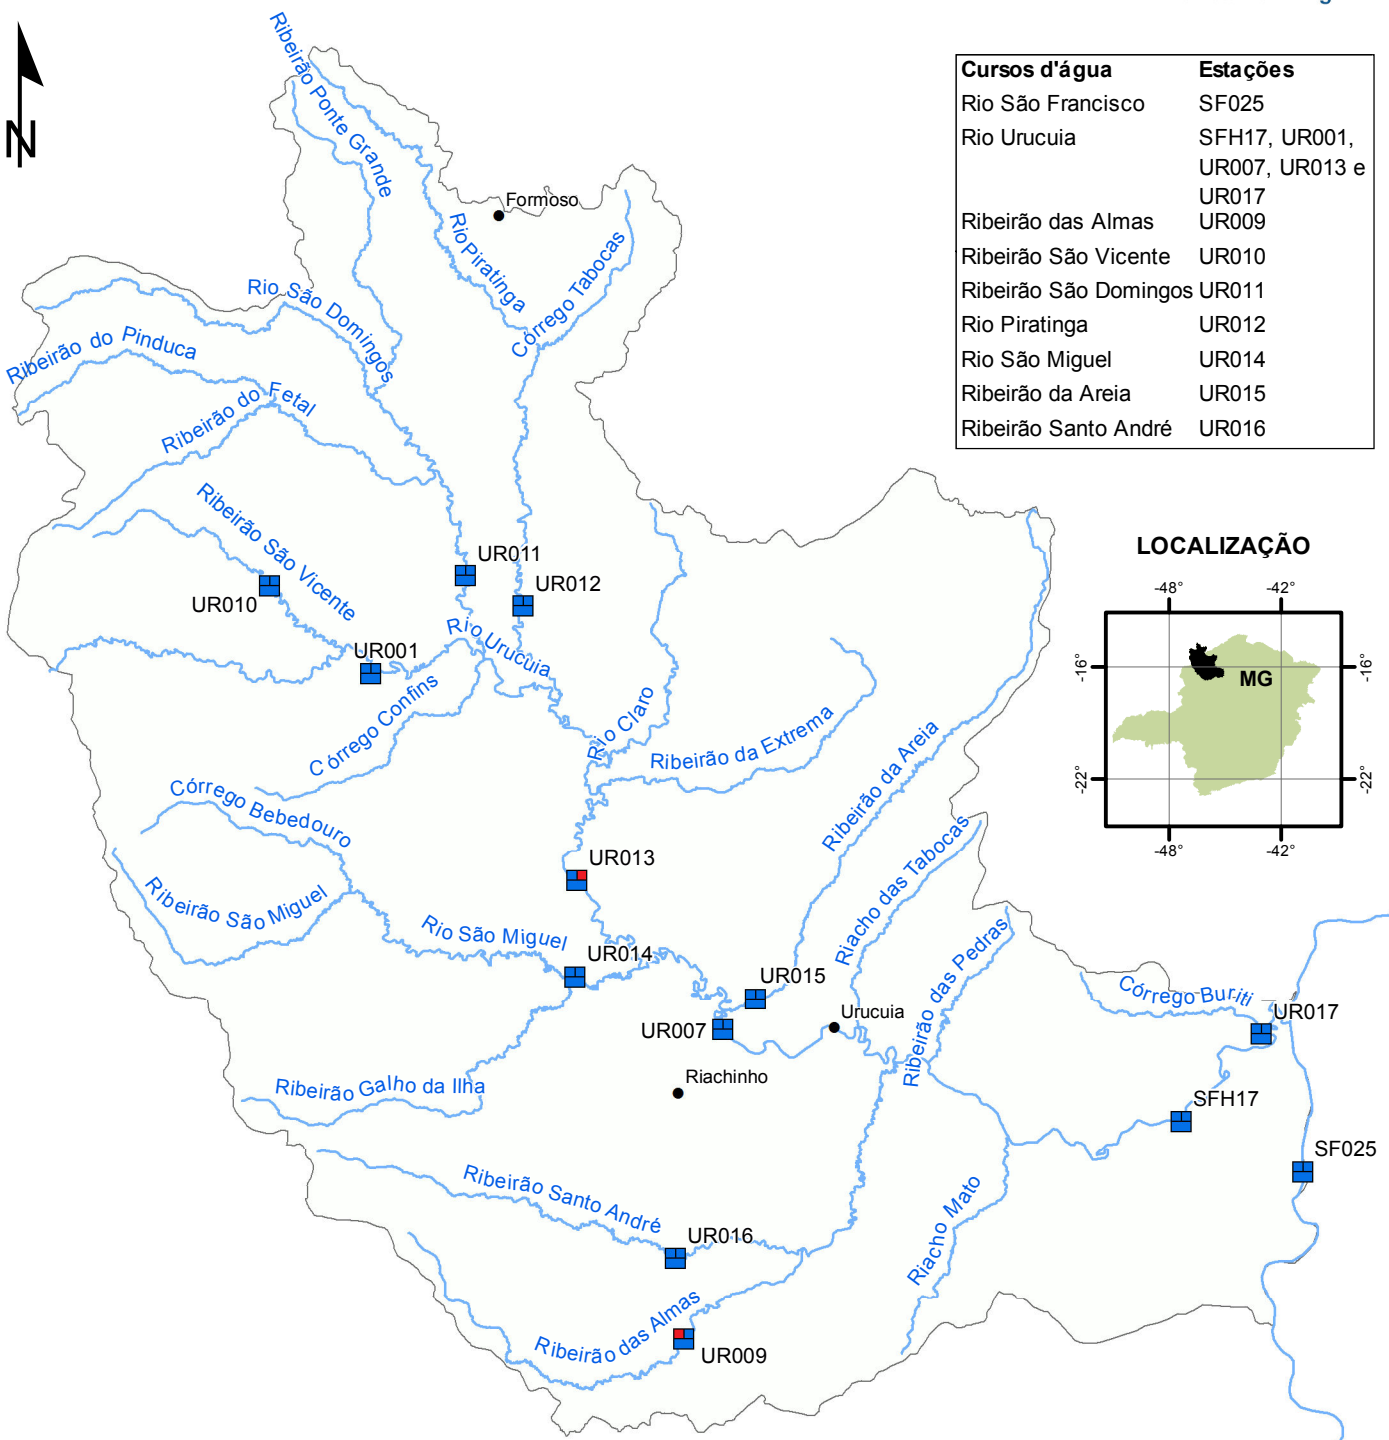 N
Cursos d'água Estações
Rio São Francisco SF025
Rio Urucuia SFH17, UR001,
UR007, UR013 e
UR017
Ribeirão das Almas UR009
Ribeirão São Vicente UR010
Ribeirão São Domingos UR011
Rio Piratinga UR012
Rio São Miguel UR014
Ribeirão da Areia UR015
Ribeirão Santo André UR016
Ribeirão Ponte Grande
Formoso
Rio Piratinga
Córrego Tabocas
Rio São Domingos
Ribeirão do Pinduca
Ribeirão do Fetal
Ribeirão São Vicente
UR011
UR012
UR010
UR001
Rio Urucuia
Córrego Confins
Rio Claro
Ribeirão da Extrema
Ribeirão da Areia
LOCALIZAÇÃO
-48°
-42°
-16°
-16°
MG
-22°
-22°
-48°
-42°
Córrego Bebedouro
Riacho das Tabocas
UR013
Ribeirão São Miguel
Rio São Miguel
Ribeirão das Pedras
UR014
UR015
Córrego Buriti
UR017
Urucuia
UR007
Riachinho
Ribeirão Galho da Ilha
SFH17
SF025
Ribeirão Santo André
Riacho Mato
UR016
Ribeirão das Almas
UR009